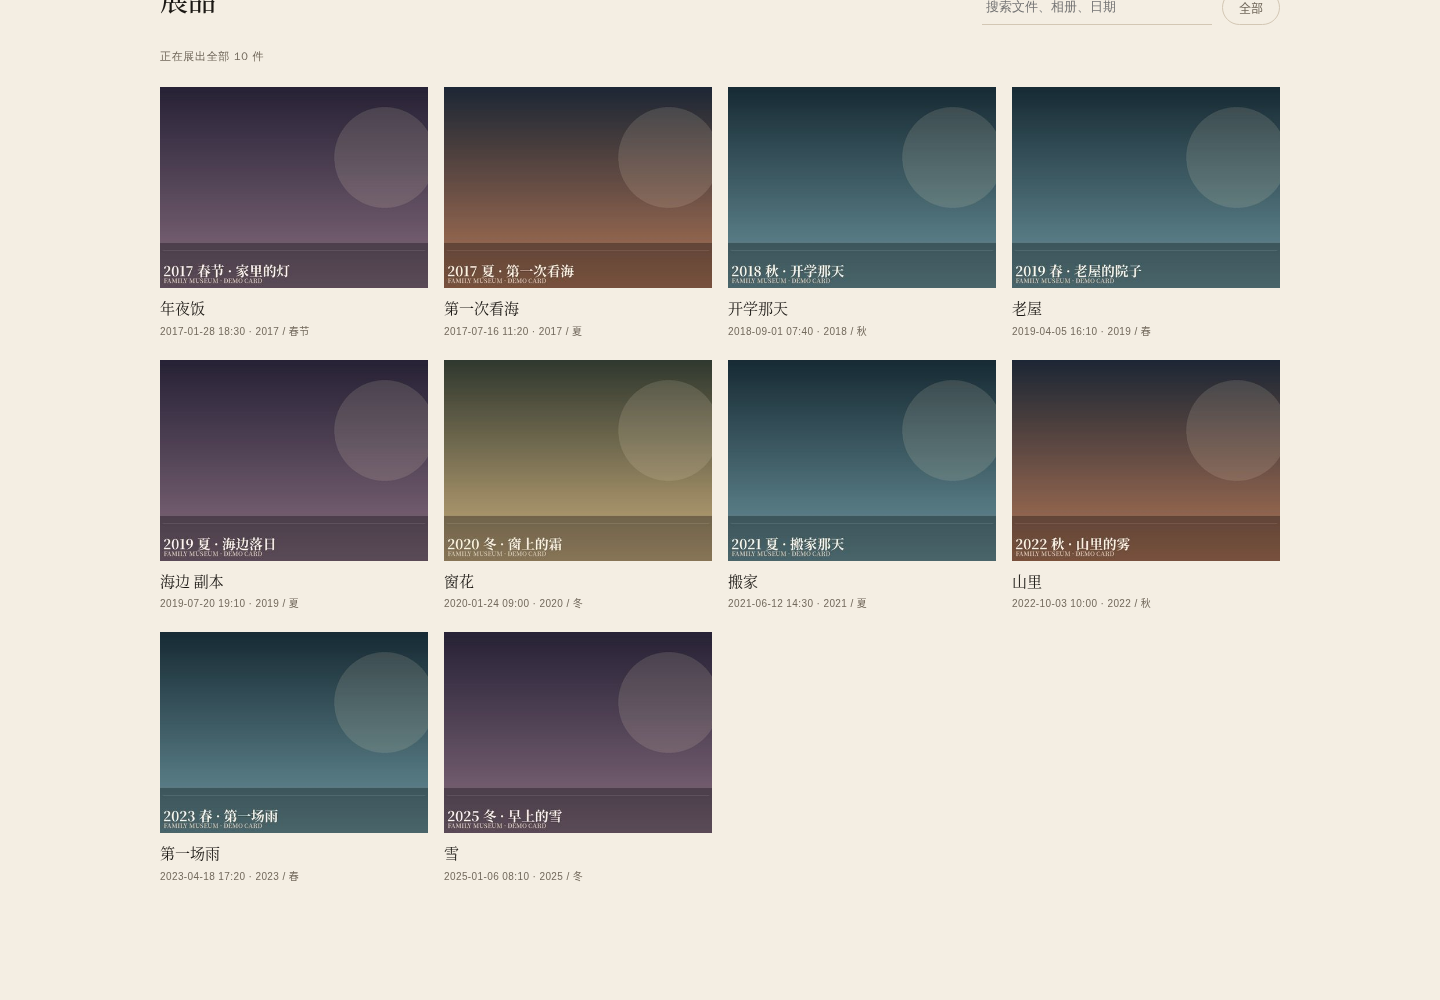 展品
搜索文件、相册、日期
全部
正在展出全部 10 件
2017 春节 · 家里的灯
FAMILY MUSEUM · DEMO CARD
年夜饭
2017-01-28 18:30 · 2017 / 春节
2017 夏 · 第一次看海
FAMILY MUSEUM · DEMO CARD
第一次看海
2017-07-16 11:20 · 2017 / 夏
2018 秋 · 开学那天
FAMILY MUSEUM · DEMO CARD
开学那天
2018-09-01 07:40 · 2018 / 秋
2019 春 · 老屋的院子
FAMILY MUSEUM · DEMO CARD
老屋
2019-04-05 16:10 · 2019 / 春
2019 夏 · 海边落日
FAMILY MUSEUM · DEMO CARD
海边 副本
2019-07-20 19:10 · 2019 / 夏
2020 冬 · 窗上的霜
FAMILY MUSEUM · DEMO CARD
窗花
2020-01-24 09:00 · 2020 / 冬
2021 夏 · 搬家那天
FAMILY MUSEUM · DEMO CARD
搬家
2021-06-12 14:30 · 2021 / 夏
2022 秋 · 山里的雾
FAMILY MUSEUM · DEMO CARD
山里
2022-10-03 10:00 · 2022 / 秋
2023 春 · 第一场雨
FAMILY MUSEUM · DEMO CARD
第一场雨
2023-04-18 17:20 · 2023 / 春
2025 冬 · 早上的雪
FAMILY MUSEUM · DEMO CARD
雪
2025-01-06 08:10 · 2025 / 冬